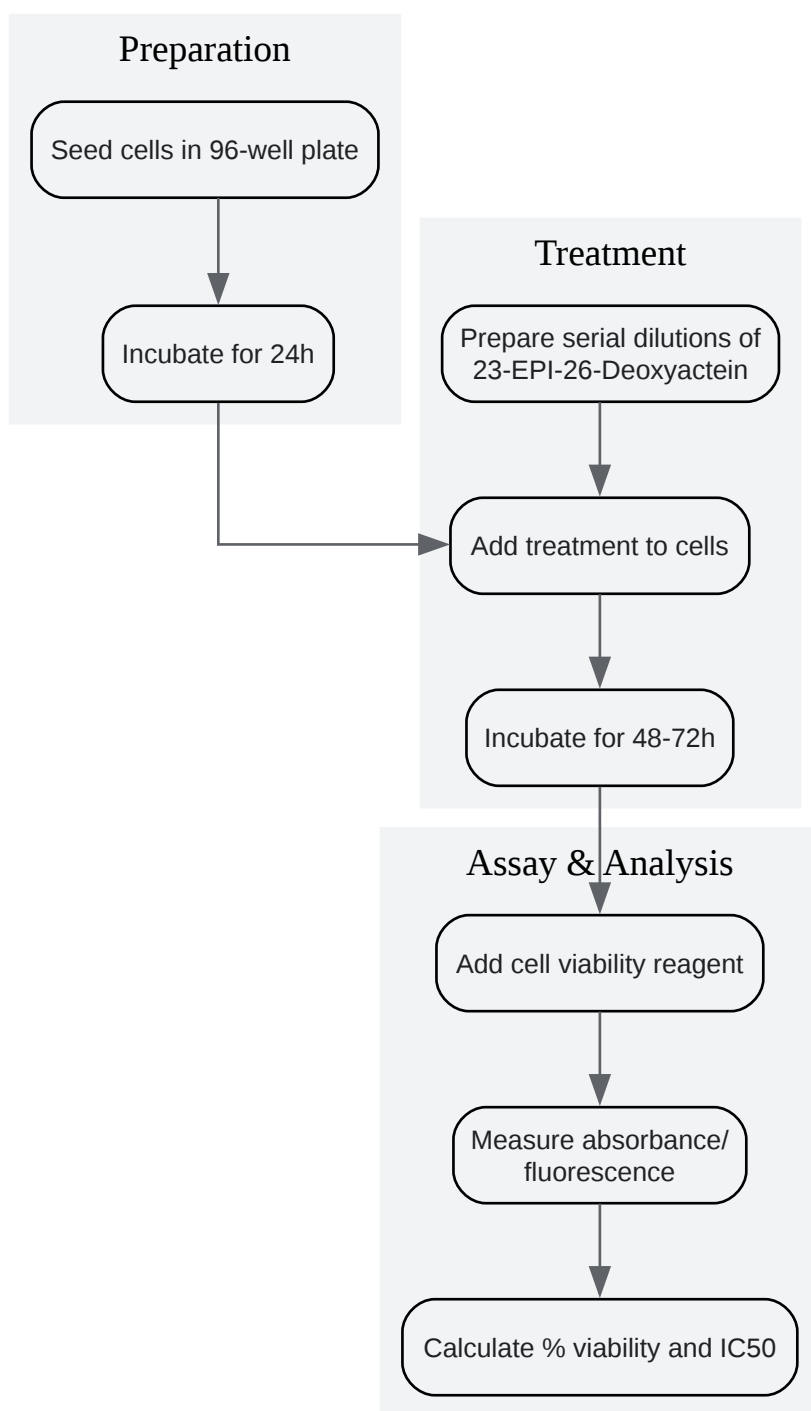 Preparation
Seed cells in 96-well plate
Incubate for 24h
Treatment
Prepare serial dilutions of
23-EPI-26-Deoxyactein
Add treatment to cells
Incubate for 48-72h
Assay & Analysis
Add cell viability reagent
Measure absorbance/
fluorescence
Calculate % viability and IC50